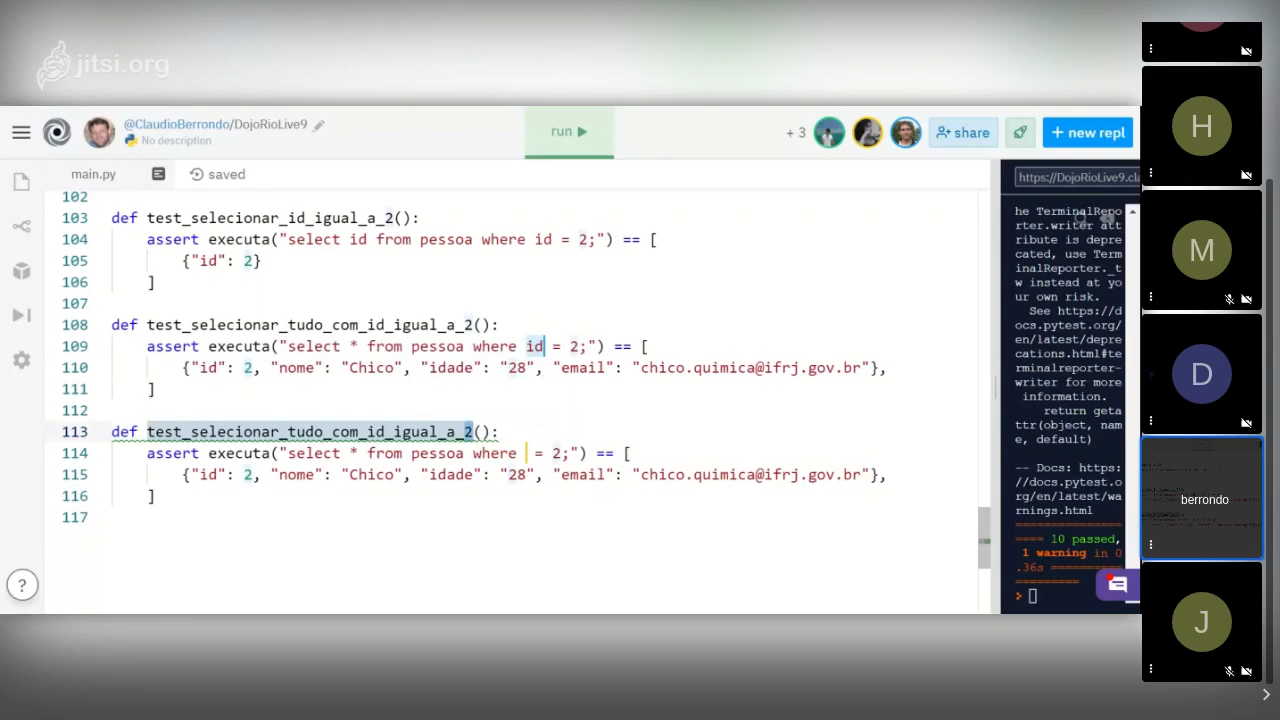 jitsi.org
@ClaudioBerrondo/DojoRioLive9
No description
run
+ 3
share
+ new repl
main.py
saved
https://DojoRioLive9.cl
102
103 def test_selecionar_id_igual_a_2():
104 assert executa("select id from pessoa where id = 2;") == [
105 {"id": 2}
106 ]
107
108 def test_selecionar_tudo_com_id_igual_a_2():
109 assert executa("select * from pessoa where id = 2;") == [
110 {"id": 2, "nome": "Chico", "idade": "28", "email": "chico.quimica@ifrj.gov.br"},
111 ]
112
113 def test_selecionar_tudo_com_id_igual_a_2():
114 assert executa("select * from pessoa where  = 2;") == [
115 {"id": 2, "nome": "Chico", "idade": "28", "email": "chico.quimica@ifrj.gov.br"},
116 ]
117
?
he TerminalRepo
rter.writer att
ribute is depre
cated, use Term
inalReporter._t
w instead at yo
ur own risk.
See https://d
ocs.pytest.org/
en/latest/depre
cations.html#te
rminalreporter-
writer for more
information.
return geta
ttr(object, nam
e, default)
-- Docs: https:
//docs.pytest.o
rg/en/latest/wa
rnings.html
===============
==== 10 passed,
1 warning in 0
.36s ==========
=========
>
H
M
D
berrondo
J